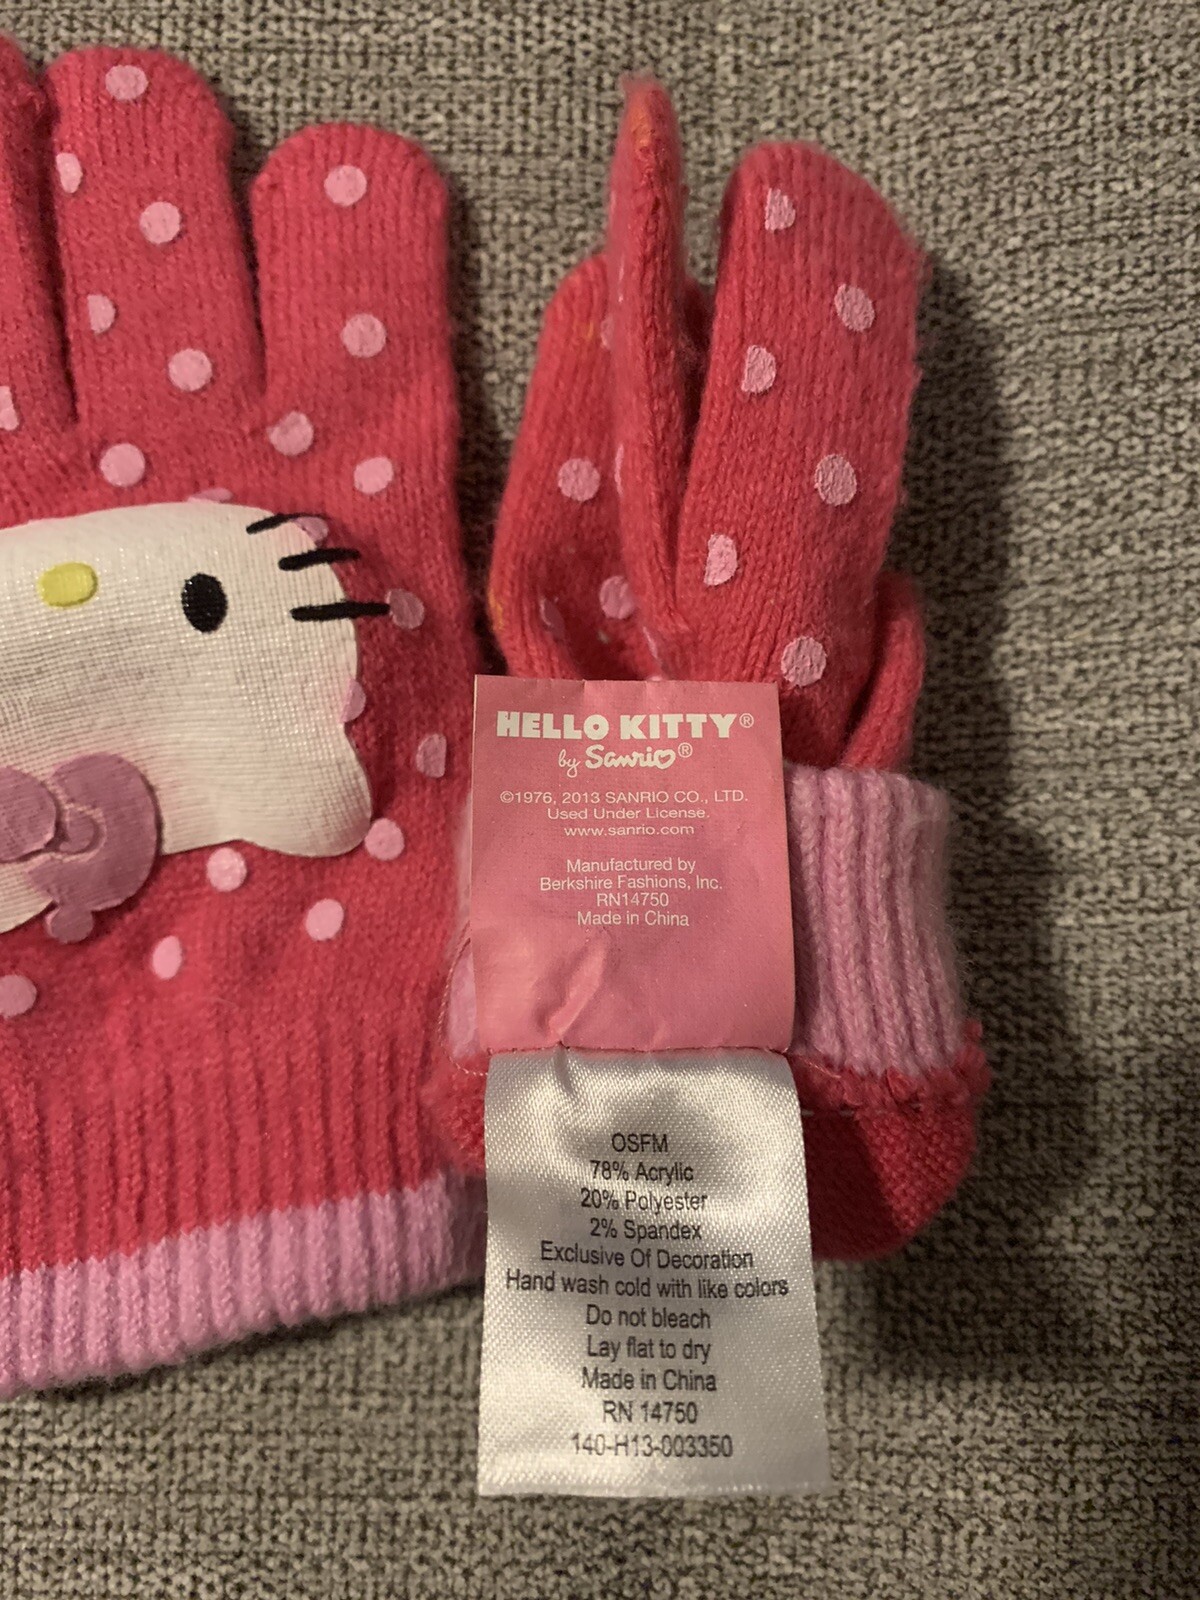 HELLO KITTY®
by Sanrio®
©1976, 2013 SANRIO CO., LTD.
Used Under License.
www.sanrio.com
Manufactured by
Berkshire Fashions, Inc.
RN14750
Made in China
OSFM
78% Acrylic
20% Polyester
2% Spandex
Exclusive Of Decoration
Hand wash cold with like colors
Do not bleach
Lay flat to dry
Made in China
RN 14750
140-H13-003350